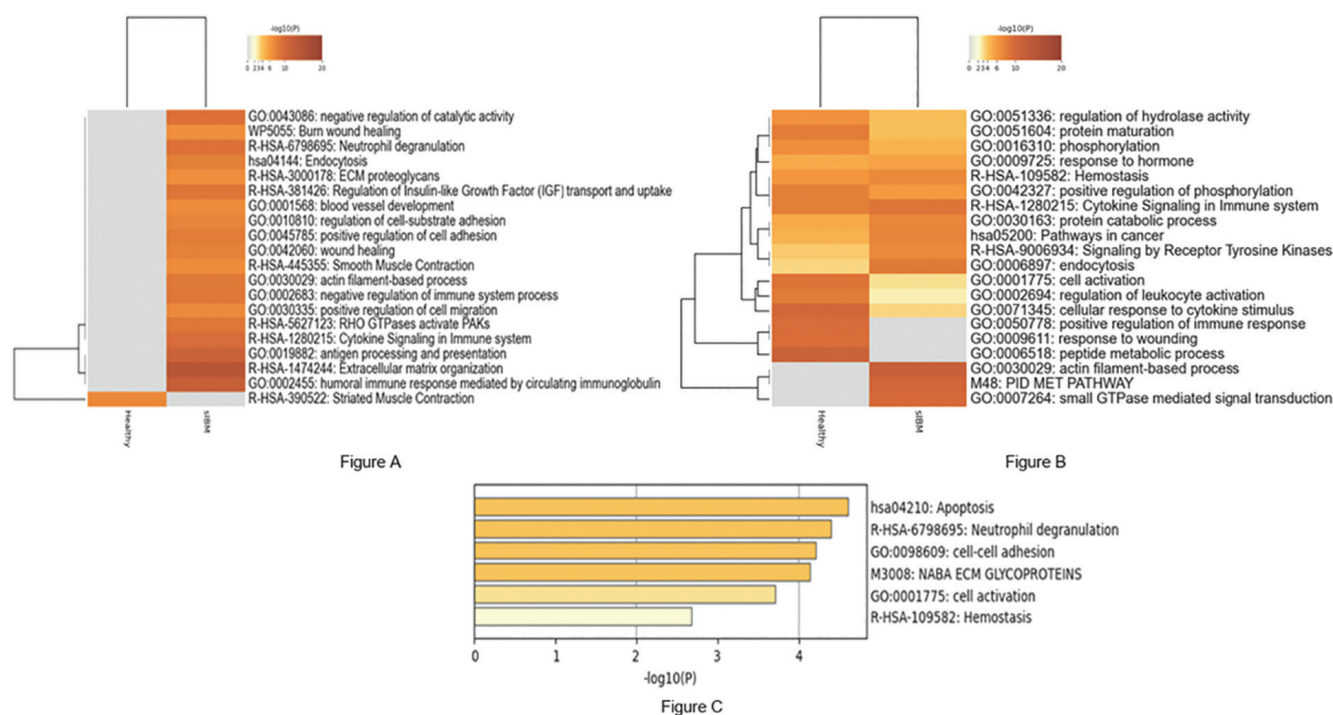 -log10(P)
0 2 3 4 6 10 20
GO:0043086: negative regulation of catalytic activity
WP5055: Burn wound healing
R-HSA-6798695: Neutrophil degranulation
hsa04144: Endocytosis
R-HSA-3000178: ECM proteoglycans
R-HSA-381426: Regulation of Insulin-like Growth Factor (IGF) transport and uptake
GO:0001568: blood vessel development
GO:0010810: regulation of cell-substrate adhesion
GO:0045785: positive regulation of cell adhesion
GO:0042060: wound healing
R-HSA-445355: Smooth Muscle Contraction
GO:0030029: actin filament-based process
GO:0002683: negative regulation of immune system process
GO:0030335: positive regulation of cell migration
R-HSA-5627123: RHO GTPases activate PAKs
R-HSA-1280215: Cytokine Signaling in Immune system
GO:0019882: antigen processing and presentation
R-HSA-1474244: Extracellular matrix organization
GO:0002455: humoral immune response mediated by circulating immunoglobulin
R-HSA-390522: Striated Muscle Contraction
Healthy
sIBM
Figure A
-log10(P)
0 2 3 4 6 10 20
GO:0051336: regulation of hydrolase activity
GO:0051604: protein maturation
GO:0016310: phosphorylation
GO:0009725: response to hormone
R-HSA-109582: Hemostasis
GO:0042327: positive regulation of phosphorylation
R-HSA-1280215: Cytokine Signaling in Immune system
GO:0030163: protein catabolic process
hsa05200: Pathways in cancer
R-HSA-9006934: Signaling by Receptor Tyrosine Kinases
GO:0006897: endocytosis
GO:0001775: cell activation
GO:0002694: regulation of leukocyte activation
GO:0071345: cellular response to cytokine stimulus
GO:0050778: positive regulation of immune response
GO:0009611: response to wounding
GO:0006518: peptide metabolic process
GO:0030029: actin filament-based process
M48: PID MET PATHWAY
GO:0007264: small GTPase mediated signal transduction
Healthy
sIBM
Figure B
hsa04210: Apoptosis
R-HSA-6798695: Neutrophil degranulation
GO:0098609: cell-cell adhesion
M3008: NABA ECM GLYCOPROTEINS
GO:0001775: cell activation
R-HSA-109582: Hemostasis
0 1 2 3 4
-log10(P)
Figure C